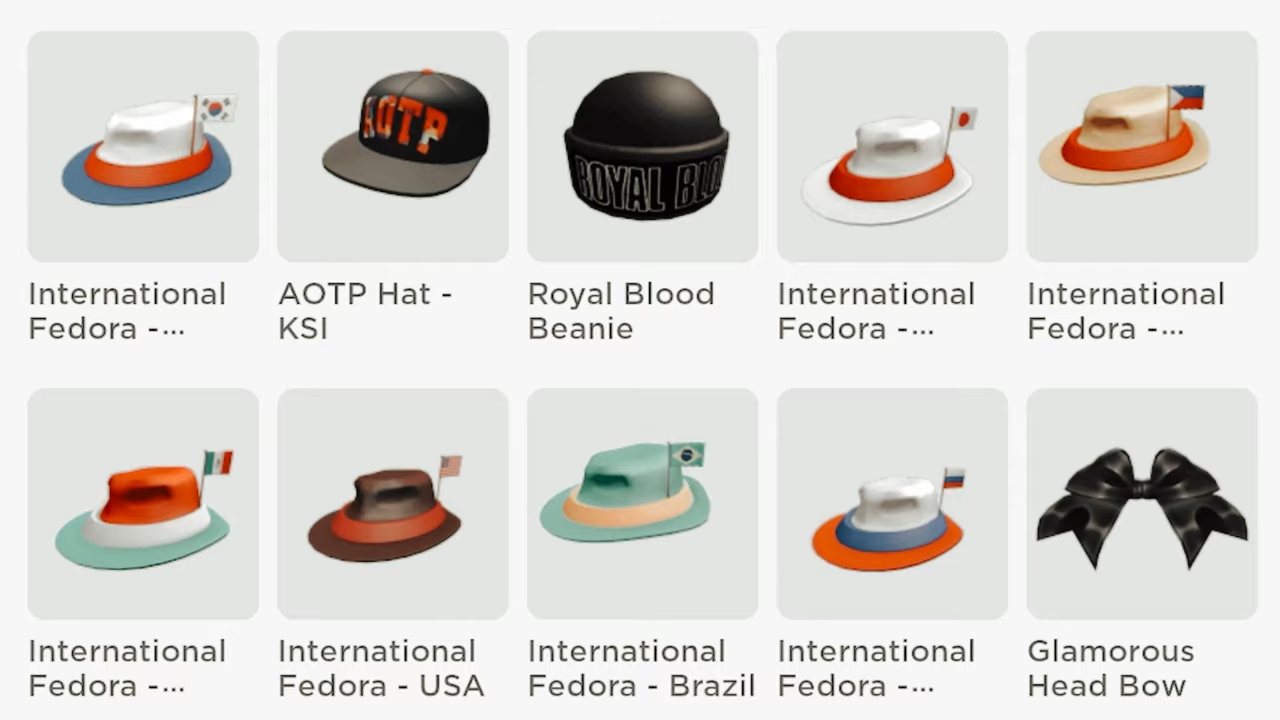 AOTP
ROYAL BLO
International
Fedora -...
AOTP Hat -
KSI
Royal Blood
Beanie
International
Fedora -...
International
Fedora -...
International
Fedora -...
International
Fedora - USA
International
Fedora - Brazil
International
Fedora -...
Glamorous
Head Bow